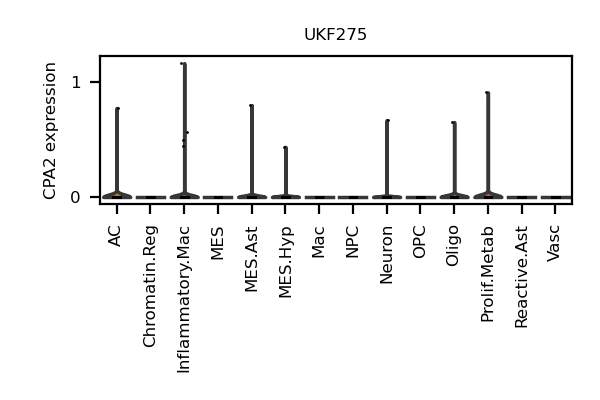 UKF275
CPA2 expression
1
0
AC
Chromatin.Reg
Inflammatory.Mac
MES
MES.Ast
MES.Hyp
Mac
NPC
Neuron
OPC
Oligo
Prolif.Metab
Reactive.Ast
Vasc